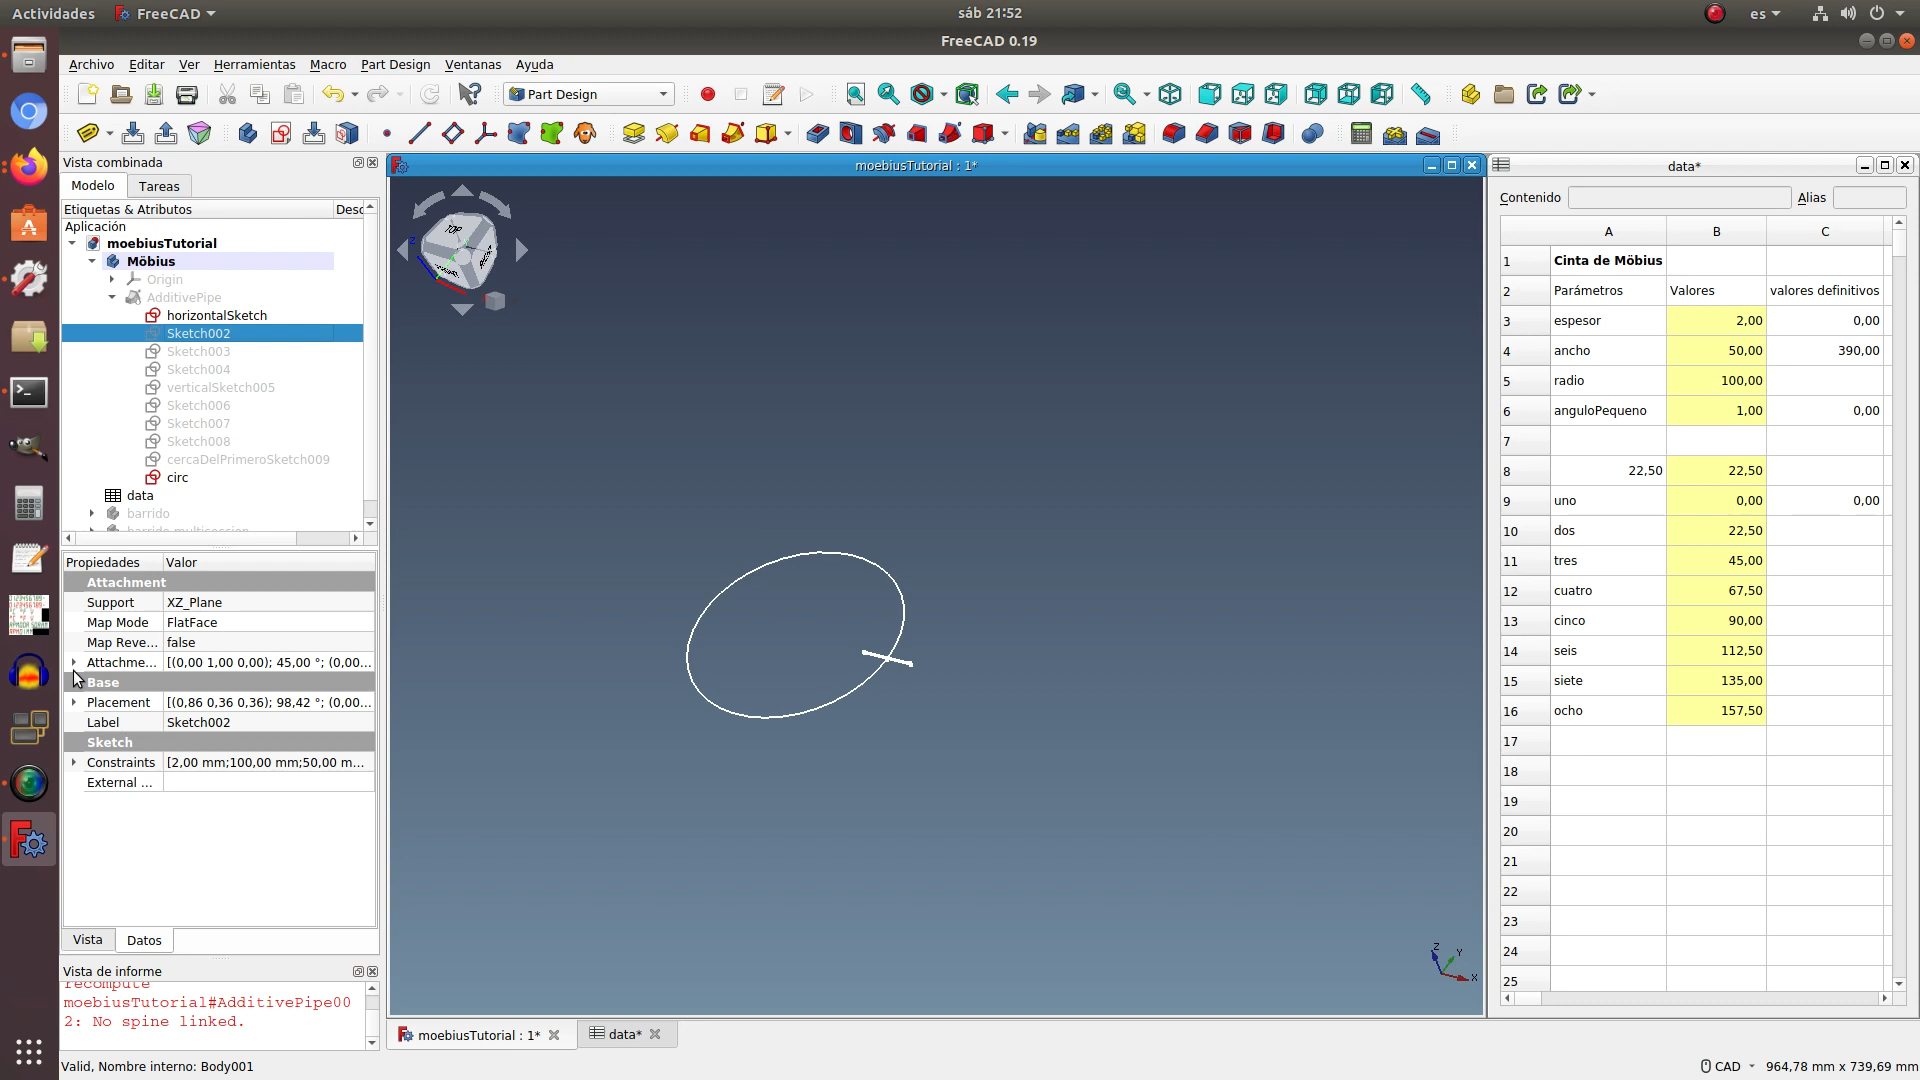 Actividades FreeCAD sáb 21:52 es
FreeCAD 0.19
Archivo Editar Ver Herramientas Macro Part Design Ventanas Ayuda
Part Design
Vista combinada
Modelo Tareas
Etiquetas & Atributos Desc
Aplicación
moebiusTutorial
Möbius
Origin
AdditivePipe
horizontalSketch
Sketch002
Sketch003
Sketch004
verticalSketch005
Sketch006
Sketch007
Sketch008
cercaDelPrimeroSketch009
circ
data
barrido
barrido multiseccion
Propiedades Valor
Attachment
Support XZ_Plane
Map Mode FlatFace
Map Reve... false
Attachme... [(0,00 1,00 0,00); 45,00 °; (0,00...
Base
Placement [(0,86 0,36 0,36); 98,42 °; (0,00...
Label Sketch002
Sketch
Constraints [2,00 mm;100,00 mm;50,00 m...
External ...
Vista Datos
Vista de informe
recompute
moebiusTutorial#AdditivePipe00
2: No spine linked.
moebiusTutorial : 1*
TOP
Z
Z Y X
moebiusTutorial : 1* data*
data*
Contenido Alias
A B C
1 Cinta de Möbius
2 Parámetros Valores valores definitivos
3 espesor 2,00 0,00
4 ancho 50,00 390,00
5 radio 100,00
6 anguloPequeno 1,00 0,00
7
8 22,50 22,50
9 uno 0,00 0,00
10 dos 22,50
11 tres 45,00
12 cuatro 67,50
13 cinco 90,00
14 seis 112,50
15 siete 135,00
16 ocho 157,50
17
18
19
20
21
22
23
24
25
Valid, Nombre interno: Body001 CAD 964,78 mm x 739,69 mm